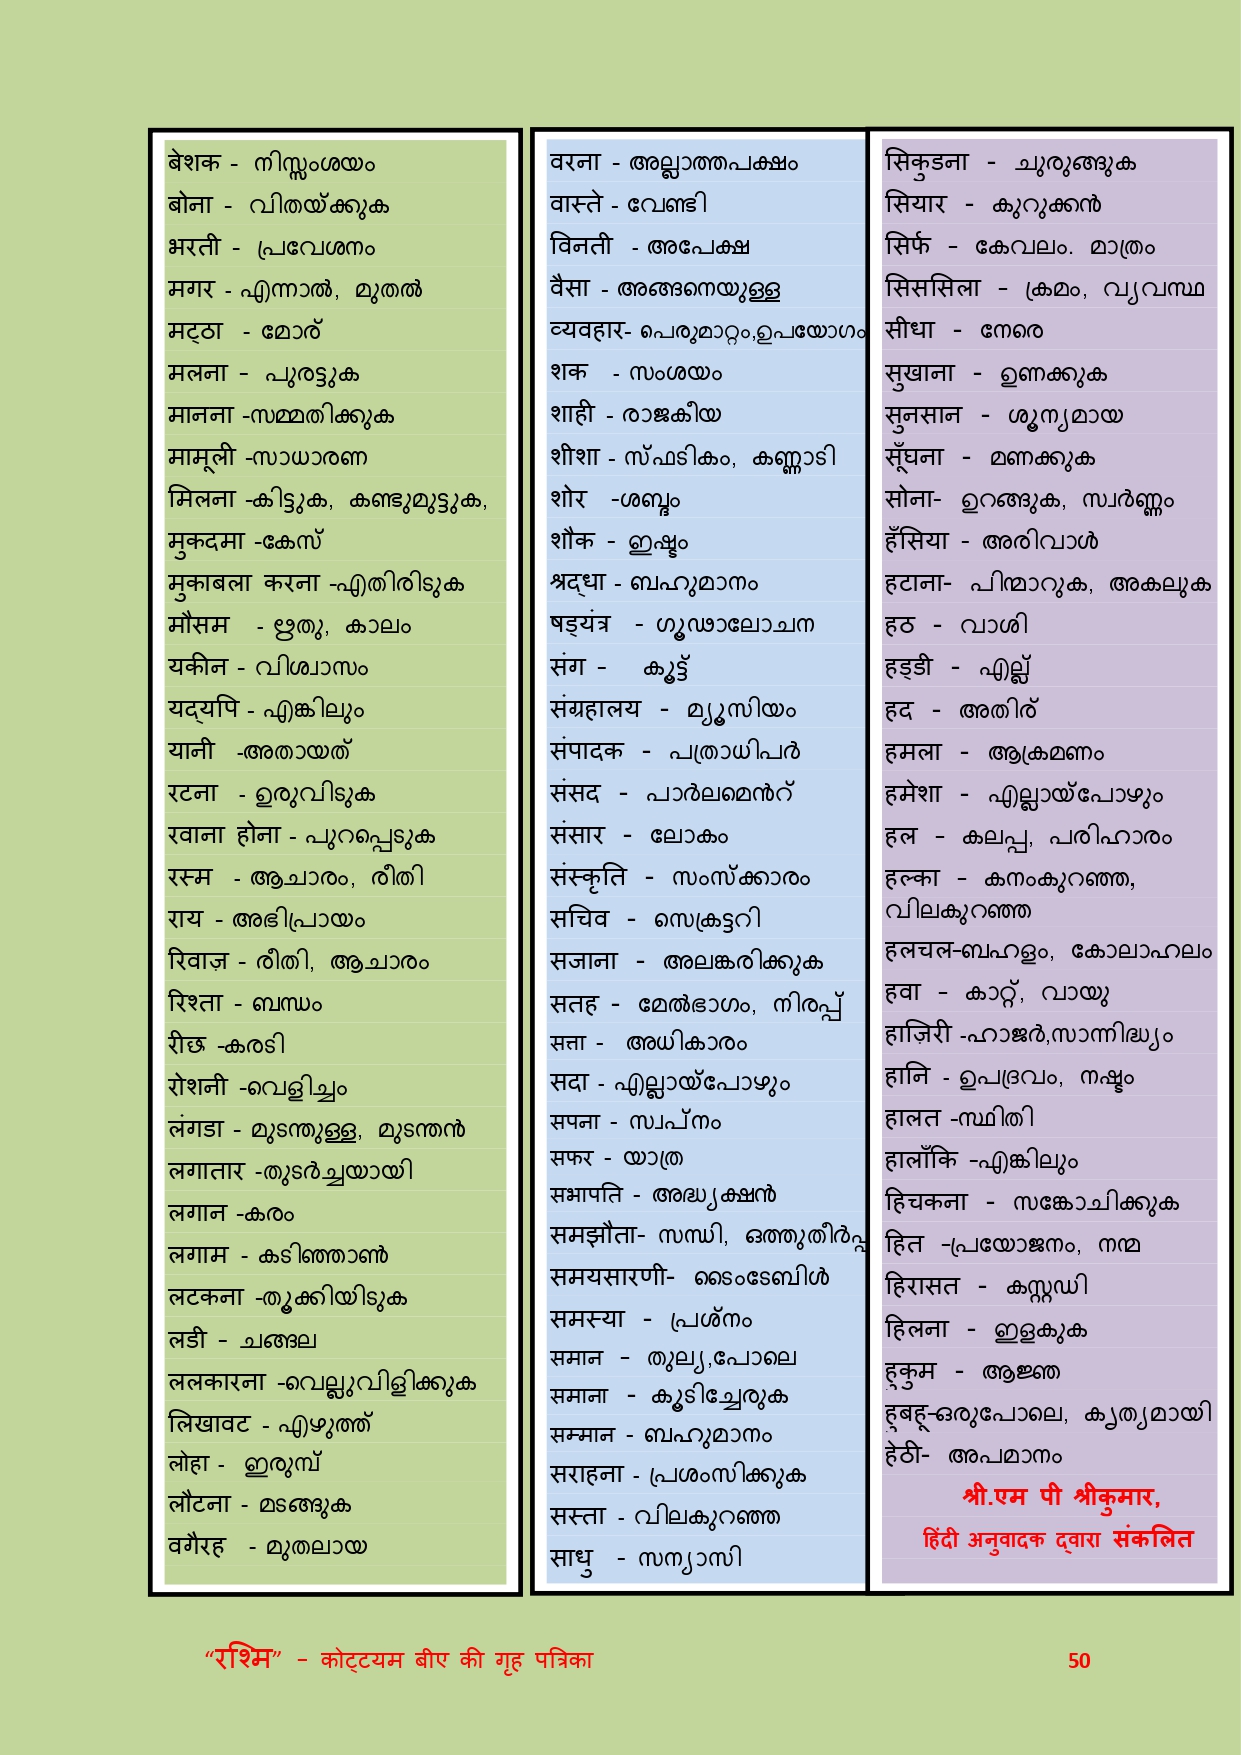 बेशक - നിസ്സംശയം
बोना - വിതയ്ക്കുക
भरती - പ്രവേശനം
मगर - എന്നാൽ, മുതൽ
मट्ठा - മോര്
मलना - പുരട്ടുക
मानना -സമ്മതിക്കുക
मामूली -സാധാരണ
मिलना -കിട്ടുക, കണ്ടുമുട്ടുക,
मुकदमा -കേസ്
मुकाबला करना -എതിരിടുക
मौसम - ഋതു, കാലം
यकीन - വിശ്വാസം
यद्यपि - എങ്കിലും
यानी -അതായത്
रटना - ഉരുവിടുക
रवाना होना - പുറപ്പെടുക
रस्म - ആചാരം, രീതി
राय - അഭിപ്രായം
रिवाज़ - രീതി, ആചാരം
रिश्ता - ബന്ധം
रीछ -കരടി
रोशनी -വെളിച്ചം
लंगडा - മുടന്തുള്ള, മുടന്തൻ
लगातार -തുടർച്ചയായി
लगान -കരം
लगाम - കടിഞ്ഞാൺ
लटकना -തൂക്കിയിടുക
लडी - ചങ്ങല
ललकारना -വെല്ലുവിളിക്കുക
लिखावट - എഴുത്ത്
लोहा - ഇരുമ്പ്
लौटना - മടങ്ങുക
वगैरह - മുതലായ
वरना - അല്ലാത്തപക്ഷം
वास्ते - വേണ്ടി
विनती - അപേക്ഷ
वैसा - അങ്ങനെയുള്ള
व्यवहार- പെരുമാറ്റം,ഉപയോഗം
शक - സംശയം
शाही - രാജകീയ
शीशा - സ്ഫടികം, കണ്ണാടി
शोर -ശബ്ദം
शौक - ഇഷ്ടം
श्रद्धा - ബഹുമാനം
षड्यंत्र - ഗൂഢാലോചന
संग - കൂട്ട്
संग्रहालय - മ്യൂസിയം
संपादक - പത്രാധിപർ
संसद - പാർലമെൻറ്
संसार - ലോകം
संस्कृति - സംസ്ക്കാരം
सचिव - സെക്രട്ടറി
सजाना - അലങ്കരിക്കുക
सतह - മേൽഭാഗം, നിരപ്പ്
सत्ता - അധികാരം
सदा - എല്ലായ്പോഴും
सपना - സ്വപ്നം
सफर - യാത്ര
सभापति - അദ്ധ്യക്ഷൻ
समझौता- സന്ധി, ഒത്തുതീർപ്പ
समयसारणी- ടൈംടേബിൾ
समस्या - പ്രശ്നം
समान - തുല്യ,പോലെ
समाना - കൂടിച്ചേരുക
सम्मान - ബഹുമാനം
सराहना - പ്രശംസിക്കുക
सस्ता - വിലകുറഞ്ഞ
साधु - സന്യാസി
सिकुडना - ചുരുങ്ങുക
सियार - കുറുക്കൻ
सिर्फ - കേവലം. മാത്രം
सिससिला - ക്രമം, വ്യവസ്ഥ
सीधा - നേരെ
सुखाना - ഉണക്കുക
सुनसान - ശൂന്യമായ
सूँघना - മണക്കുക
सोना- ഉറങ്ങുക, സ്വർണ്ണം
हँसिया - അരിവാൾ
हटाना- പിന്മാറുക, അകലുക
हठ - വാശി
हड्डी - എല്ല്
हद - അതിര്
हमला - ആക്രമണം
हमेशा - എല്ലായ്പോഴും
हल - കലപ്പ, പരിഹാരം
हल्का - കനംകുറഞ്ഞ,
വിലകുറഞ്ഞ
हलचल-ബഹളം, കോലാഹലം
हवा - കാറ്റ്, വായു
हाज़िरी -ഹാജർ,സാന്നിദ്ധ്യം
हानि - ഉപദ്രവം, നഷ്ടം
हालत -സ്ഥിതി
हालाँकि -എങ്കിലും
हिचकना - സങ്കോചിക്കുക
हित -പ്രയോജനം, നന്മ
हिरासत - കസ്റ്റഡി
हिलना - ഇളകുക
हुकुम - ആജ്ഞ
हुबहू-ഒരുപോലെ, കൃത്യമായി
हेठी- അപമാനം
श्री.एम पी श्रीकुमार,
हिंदी अनुवादक द्वारा संकलित
“रश्मि” - कोट्टयम बीए की गृह पत्रिका 50